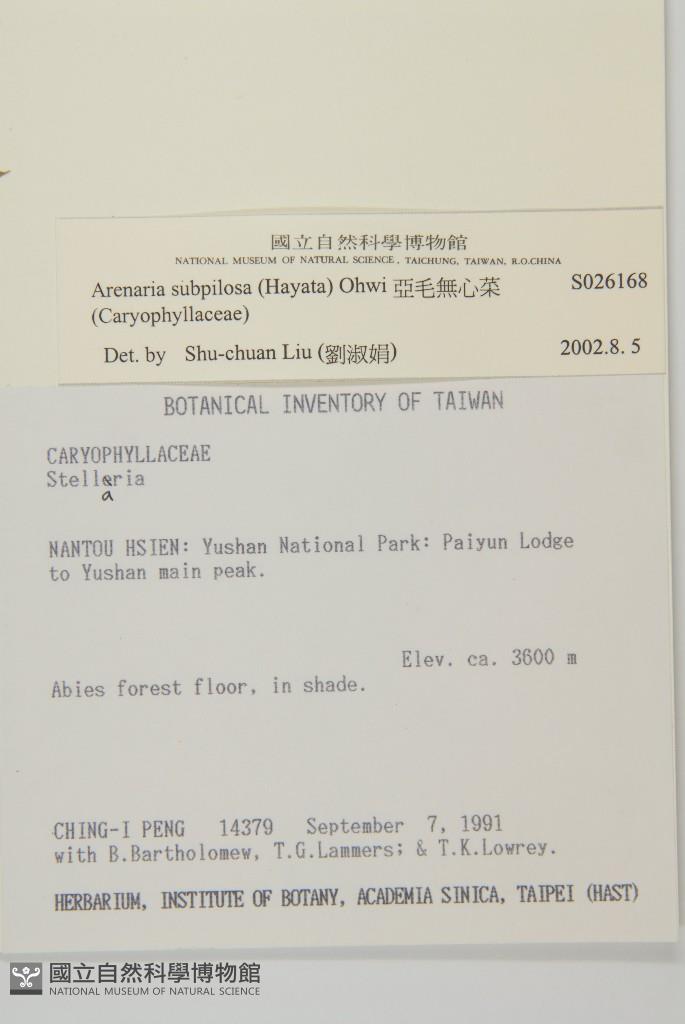 國立自然科學博物館
NATIONAL MUSEUM OF NATURAL SCIENCE, TAICHUNG, TAIWAN, R.O.CHINA
Arenaria subpilosa (Hayata) Ohwi 亞毛無心菜 S026168
(Caryophyllaceae)
Det. by Shu-chuan Liu (劉淑娟) 2002.8. 5
BOTANICAL INVENTORY OF TAIWAN
CARYOPHYLLACEAE
Stelleria
a
NANTOU HSIEN: Yushan National Park: Paiyun Lodge
to Yushan main peak.
Elev. ca. 3600 m
Abies forest floor, in shade.
CHING-I PENG 14379 September 7, 1991
with B.Bartholomew, T.G.Lammers; & T.K.Lowrey.
HERBARIUM, INSTITUTE OF BOTANY, ACADEMIA SINICA, TAIPEI (HAST)
國立自然科學博物館
NATIONAL MUSEUM OF NATURAL SCIENCE